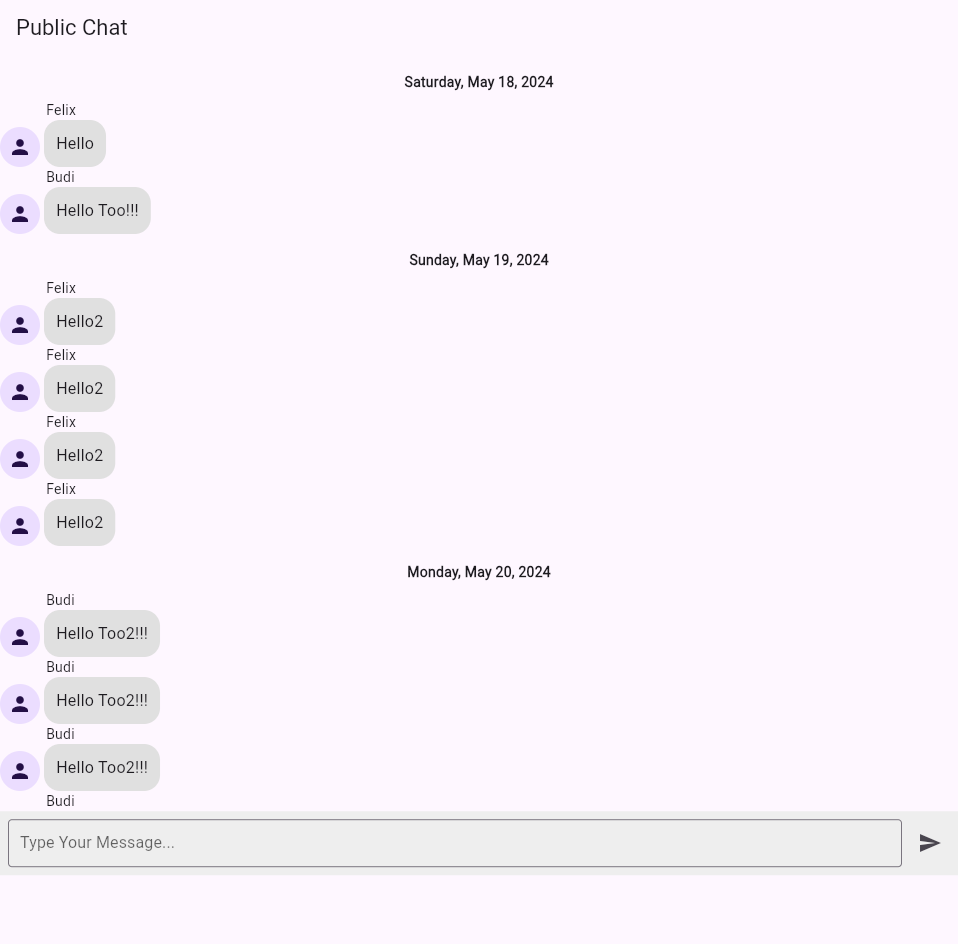 Public Chat
Saturday, May 18, 2024
Felix
Hello
Budi
Hello Too!!!
Sunday, May 19, 2024
Felix
Hello2
Felix
Hello2
Felix
Hello2
Felix
Hello2
Monday, May 20, 2024
Budi
Hello Too2!!!
Budi
Hello Too2!!!
Budi
Hello Too2!!!
Budi
Type Your Message...